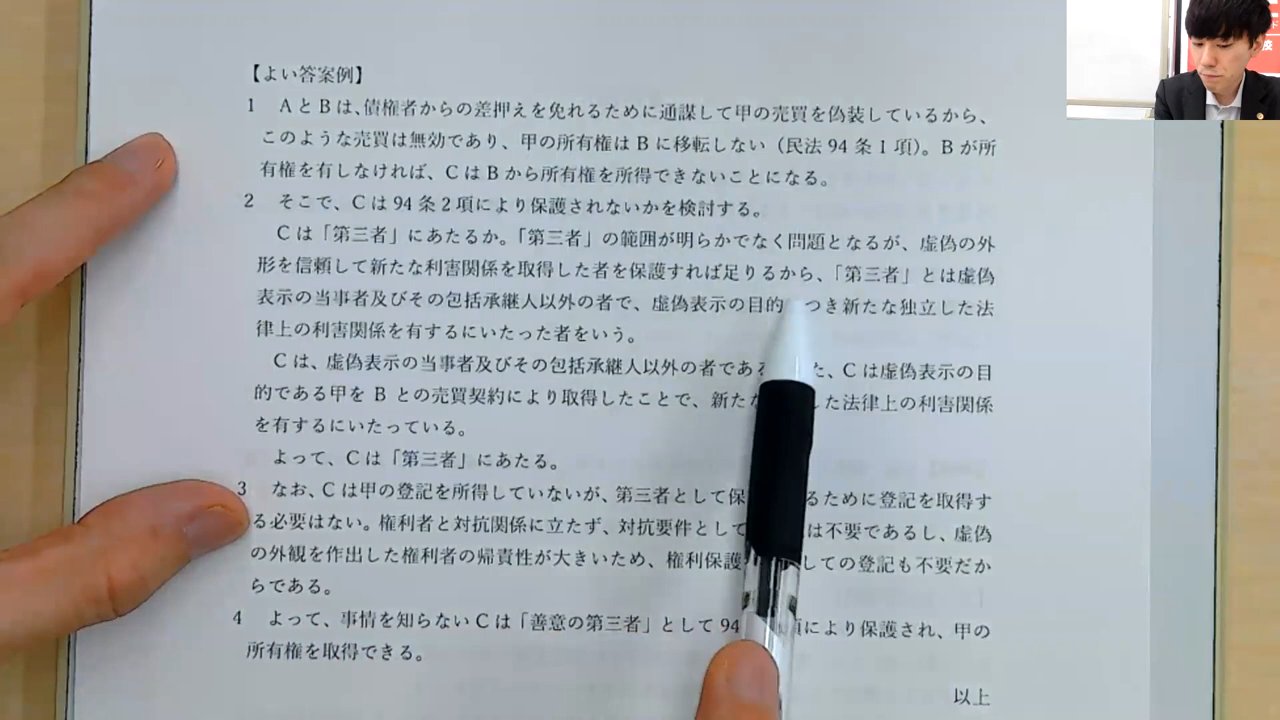 【よい答案例】
1 AとBは、債権者からの差押えを免れるために通謀して甲の売買を偽装しているから、
このような売買は無効であり、甲の所有権はBに移転しない（民法94条1項）。Bが所
有権を有しなければ、CはBから所有権を所得できないことになる。
2 そこで、Cは94条2項により保護されないかを検討する。
Cは「第三者」にあたるか。「第三者」の範囲が明らかでなく問題となるが、虚偽の外
形を信頼して新たな利害関係を取得した者を保護すれば足りるから、「第三者」とは虚偽
表示の当事者及びその包括承継人以外の者で、虚偽表示の目的 つき新たな独立した法
律上の利害関係を有するにいたった者をいう。
Cは、虚偽表示の当事者及びその包括承継人以外の者である た、Cは虚偽表示の目
的である甲を B との売買契約により取得したことで、新たな した法律上の利害関係
を有するにいたっている。
よって、Cは「第三者」にあたる。
3 なお、Cは甲の登記を所得していないが、第三者として保 るために登記を取得す
る必要はない。権利者と対抗関係に立たず、対抗要件として は不要であるし、虚偽
の外観を作出した権利者の帰責性が大きいため、権利保護 しての登記も不要だか
らである。
4 よって、事情を知らないCは「善意の第三者」として94 項により保護され、甲の
所有権を取得できる。
以上